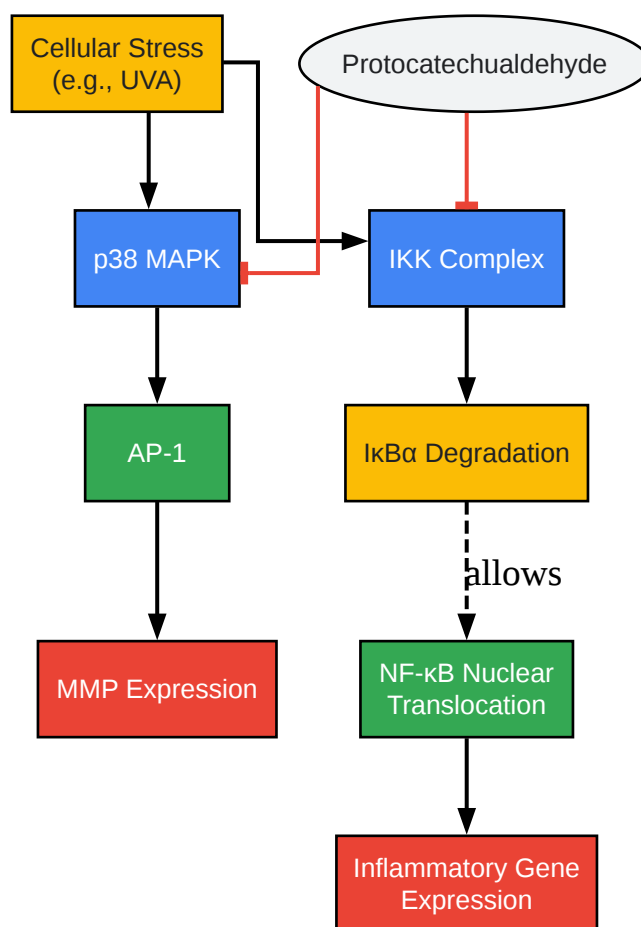 Cellular Stress
(e.g., UVA)
Protocatechualdehyde
p38 MAPK
IKK Complex
AP-1
IκBα Degradation
allows
MMP Expression
NF-κB Nuclear
Translocation
Inflammatory Gene
Expression